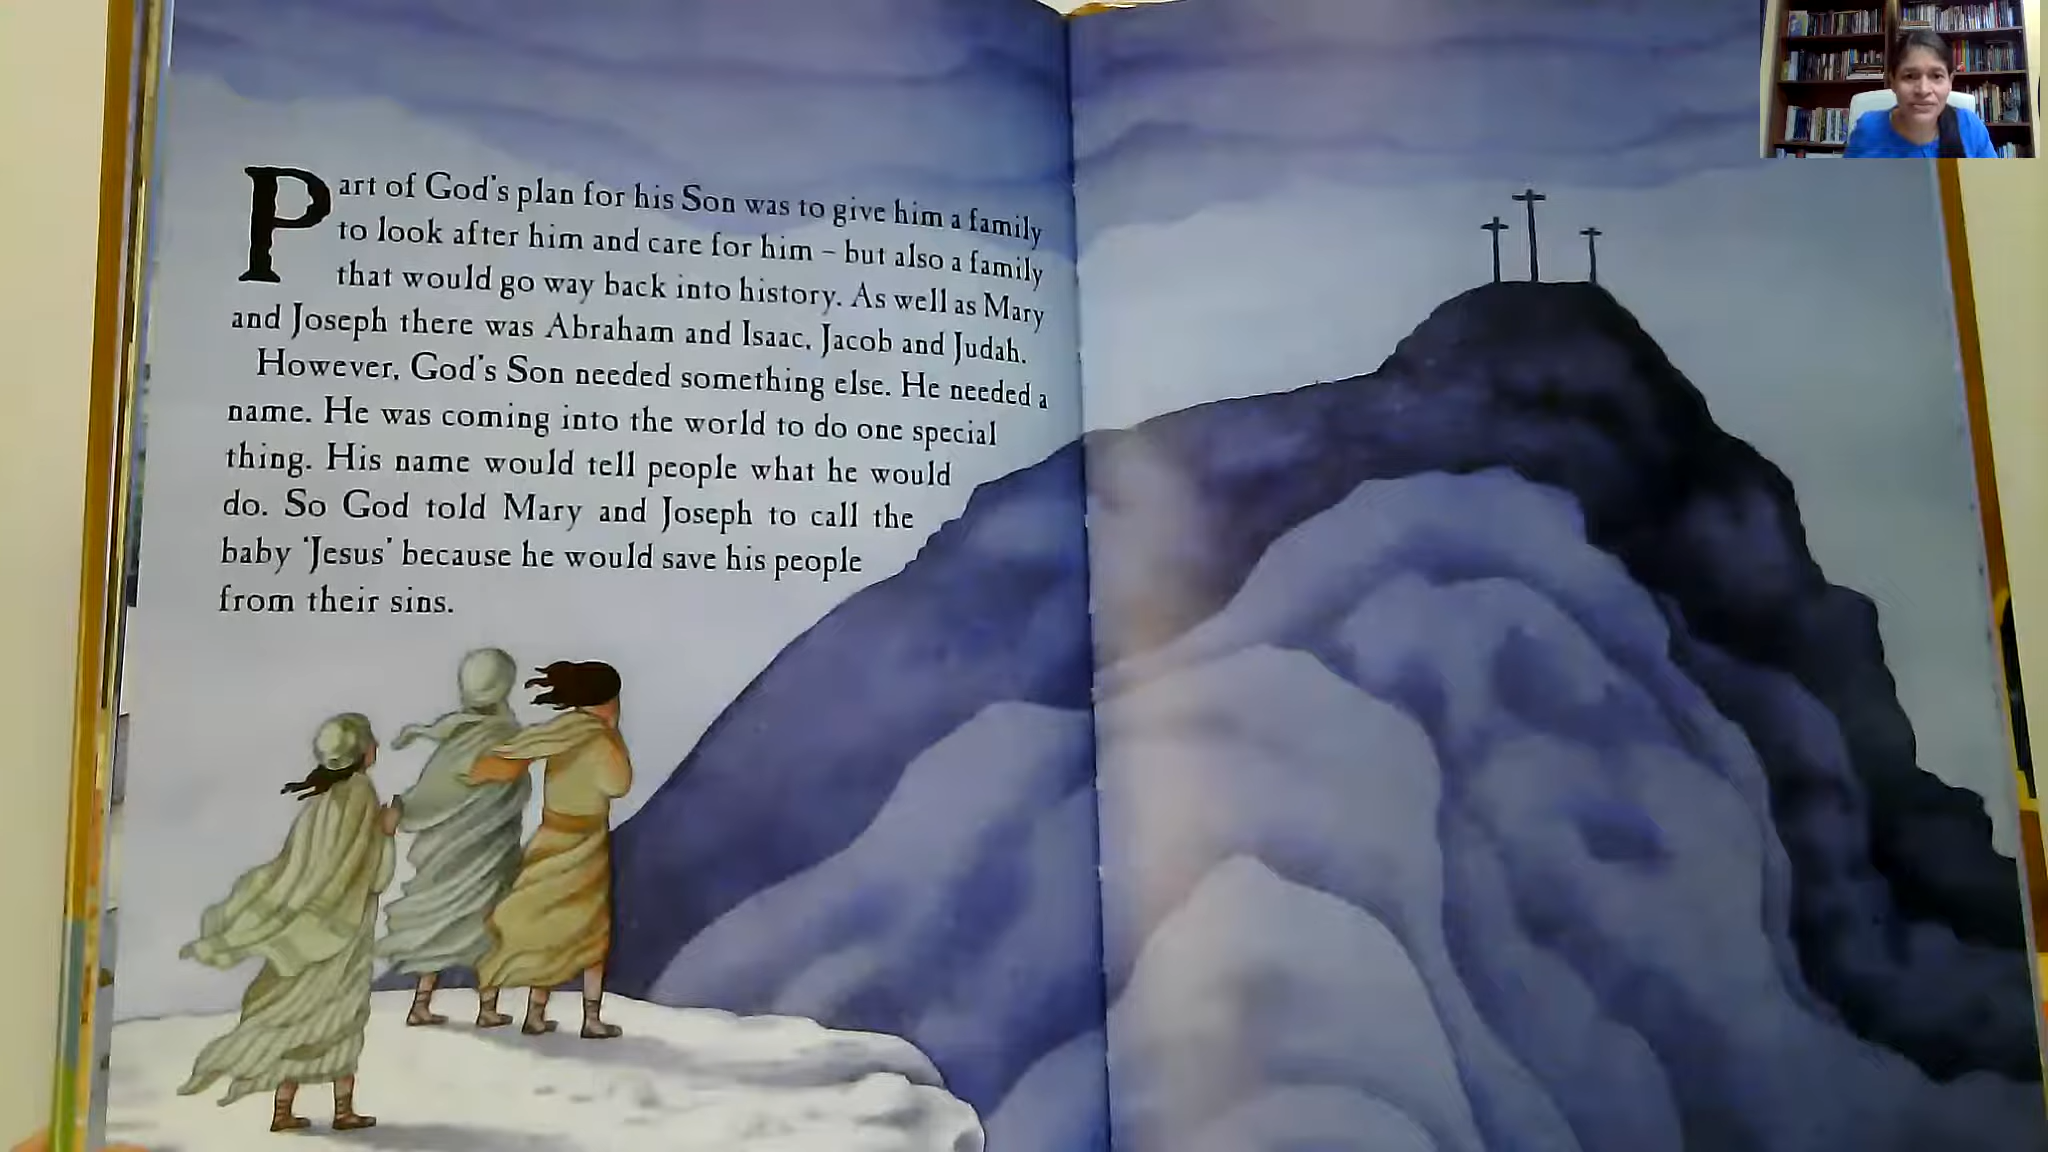 Part of God's plan for his Son was to give him a family
to look after him and care for him – but also a family
that would go way back into history. As well as Mary
and Joseph there was Abraham and Isaac, Jacob and Judah.
However, God's Son needed something else. He needed a
name. He was coming into the world to do one special
thing. His name would tell people what he would
do. So God told Mary and Joseph to call the
baby 'Jesus' because he would save his people
from their sins.